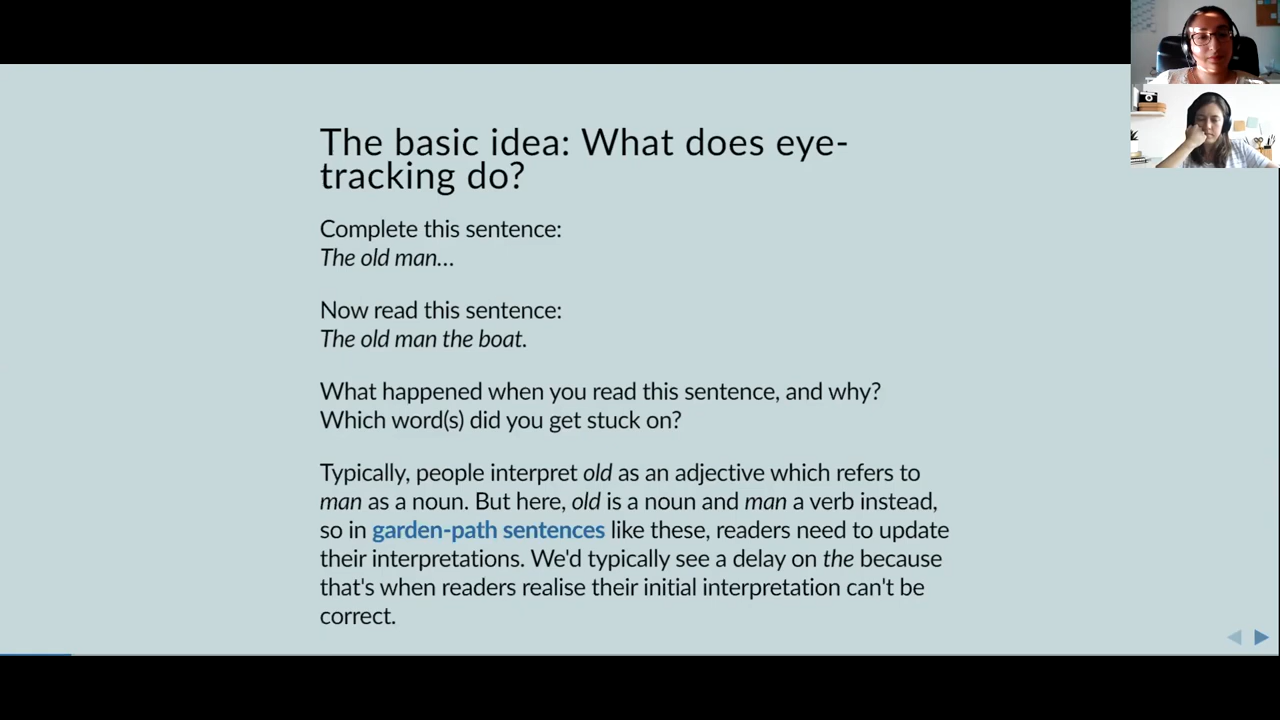 The basic idea: What does eye-
tracking do?
Complete this sentence:
The old man...
Now read this sentence:
The old man the boat.
What happened when you read this sentence, and why?
Which word(s) did you get stuck on?
Typically, people interpret old as an adjective which refers to
man as a noun. But here, old is a noun and man a verb instead,
so in garden-path sentences like these, readers need to update
their interpretations. We'd typically see a delay on the because
that's when readers realise their initial interpretation can't be
correct.